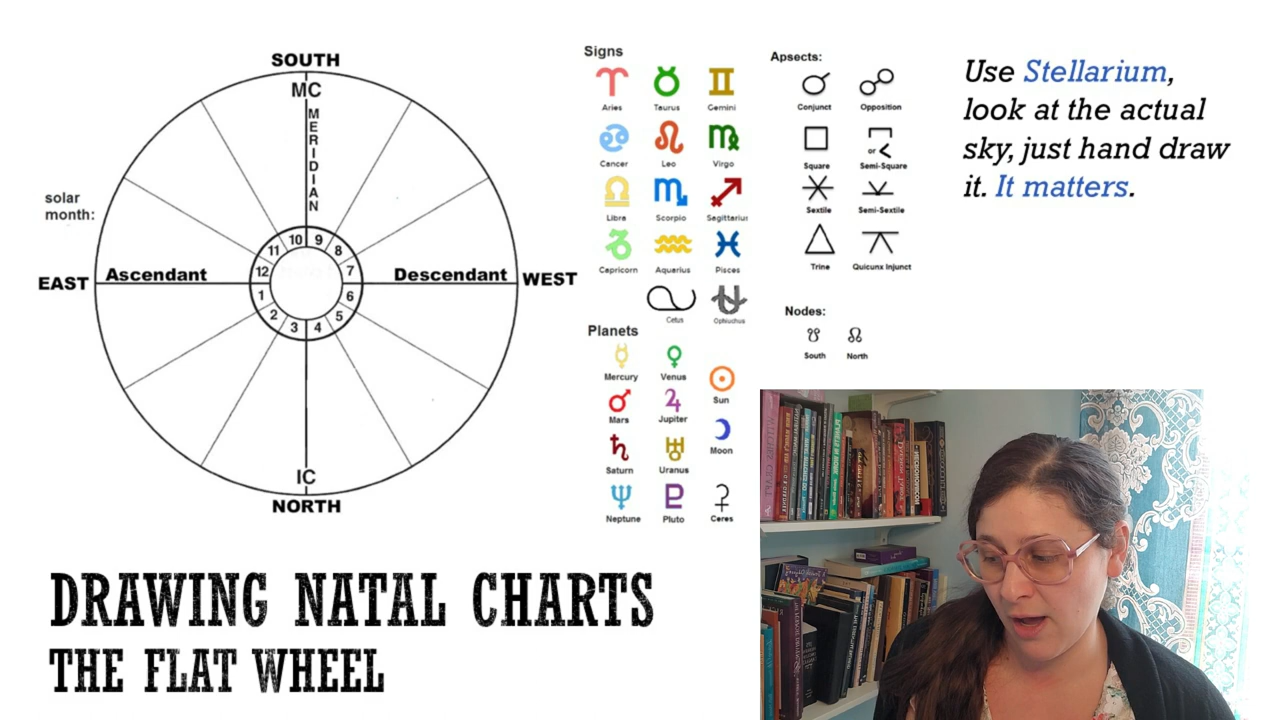 SOUTH
MC
MERIDIAN
solar
month:
10 9
11 8
12 7
EAST Ascendant Descendant WEST
1 6
2 5
3 4
IC
NORTH
Signs
Aries Taurus Gemini
Cancer Leo Virgo
Libra Scorpio Sagittarius
Capricorn Aquarius Pisces
Cetus Ophiuchus
Planets
Mercury Venus
Sun
Mars Jupiter
Moon
Saturn Uranus
Neptune Pluto Ceres
Apsects:
Conjunct Opposition
or
Square Semi-Square
Sextile Semi-Sextile
Trine Quicunx Injunct
Nodes:
South North
Use Stellarium,
look at the actual
sky, just hand draw
it. It matters.
NECRONOMICON
DRAWING NATAL CHARTS
THE FLAT WHEEL